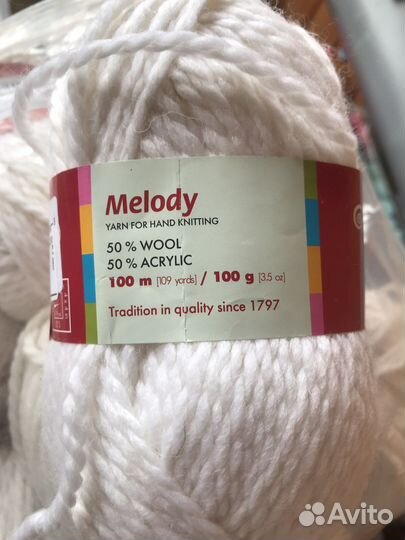 Melody
YARN FOR HAND KNITTING
50 % WOOL
50 % ACRYLIC
100 m [109 yards] / 100 g [3.5 oz]
Tradition in quality since 1797
Avito